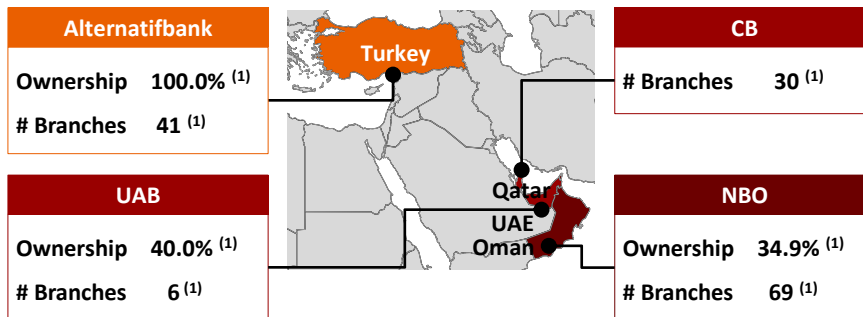 Alternatifbank
Ownership 100.0% (1)
# Branches 41 (1)
Turkey
CB
# Branches 30 (1)
UAB
Ownership 40.0% (1)
# Branches 6 (1)
Qatar
UAE
Oman
NBO
Ownership 34.9% (1)
# Branches 69 (1)